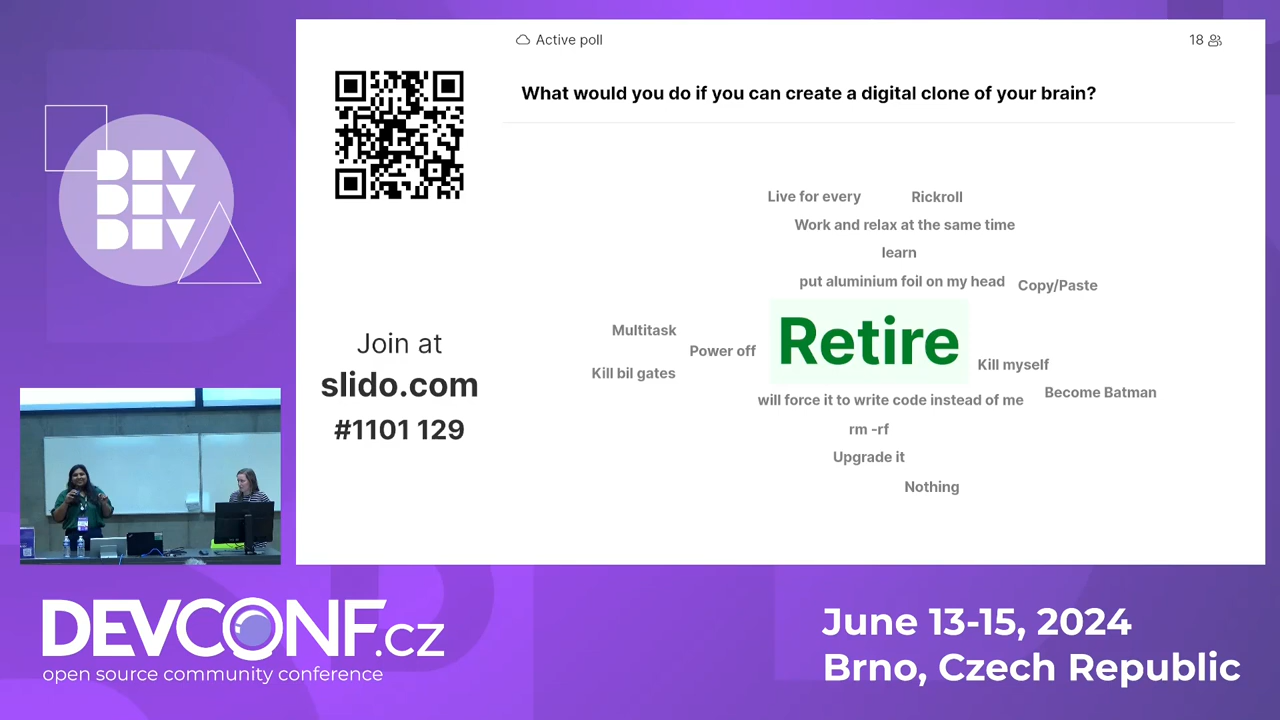 Active poll
18
What would you do if you can create a digital clone of your brain?
Live for every
Rickroll
Work and relax at the same time
learn
put aluminium foil on my head
Copy/Paste
Multitask
Power off
Retire
Kill myself
Kill bil gates
Become Batman
will force it to write code instead of me
rm -rf
Upgrade it
Nothing
Join at
slido.com
#1101 129
DEV
DEV
DEV
DEVCONF.cz
open source community conference
June 13-15, 2024
Brno, Czech Republic